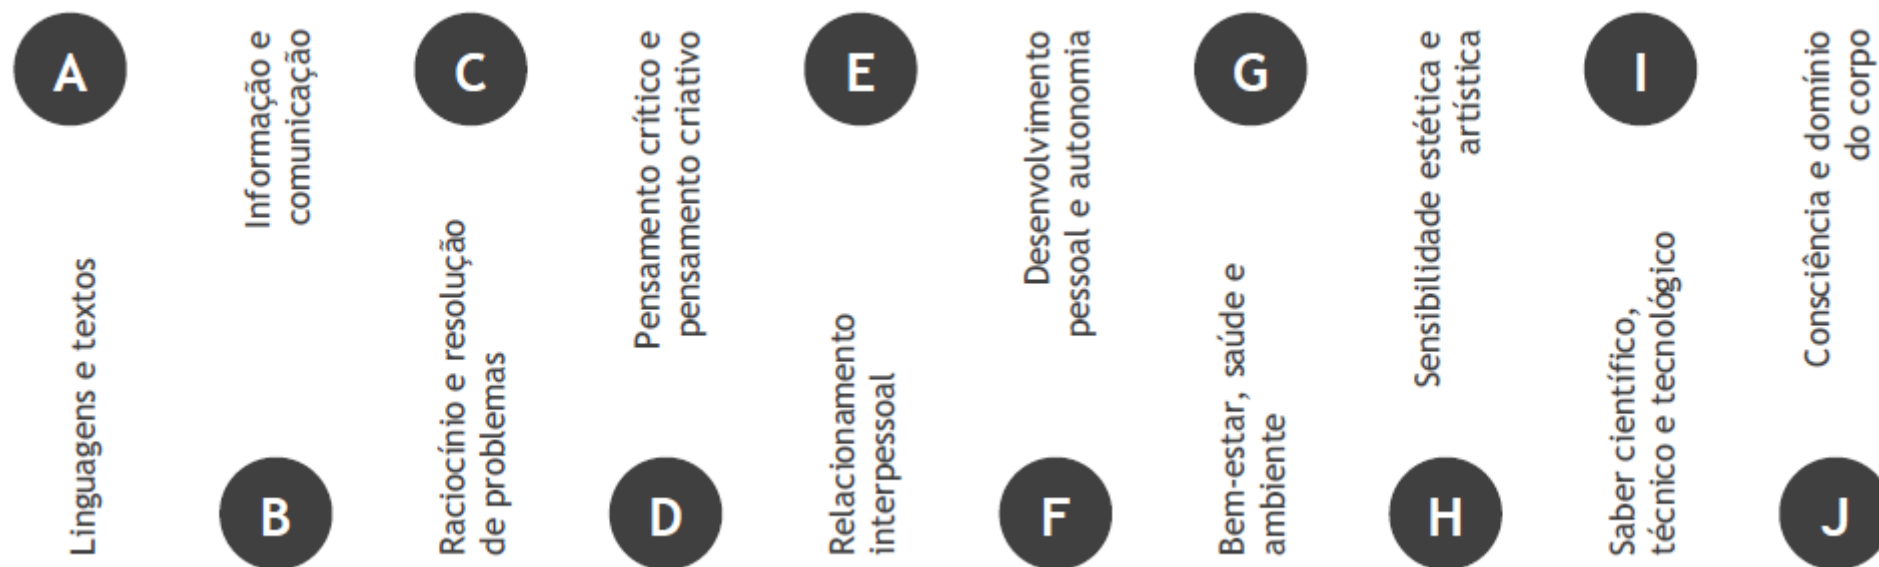 A
Linguagens e textos
Informação e
comunicação
B
C
Raciocínio e resolução
de problemas
Pensamento crítico e
pensamento criativo
D
E
Relacionamento
interpessoal
Desenvolvimento
pessoal e autonomia
F
G
Bem-estar, saúde e
ambiente
Sensibilidade estética e
artística
H
I
Saber científico,
técnico e tecnológico
Consciência e domínio
do corpo
J